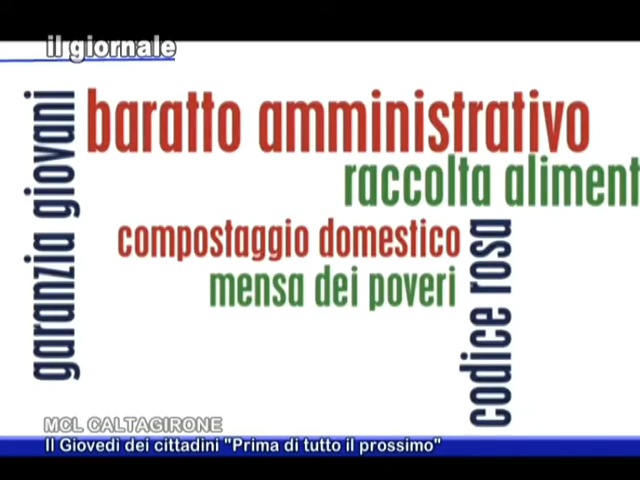 il giornale
garanzia giovani
baratto amministrativo
raccolta aliment
compostaggio domestico
mensa dei poveri
codice rosa
MCL CALTAGIRONE
Il Giovedì dei cittadini "Prima di tutto il prossimo"